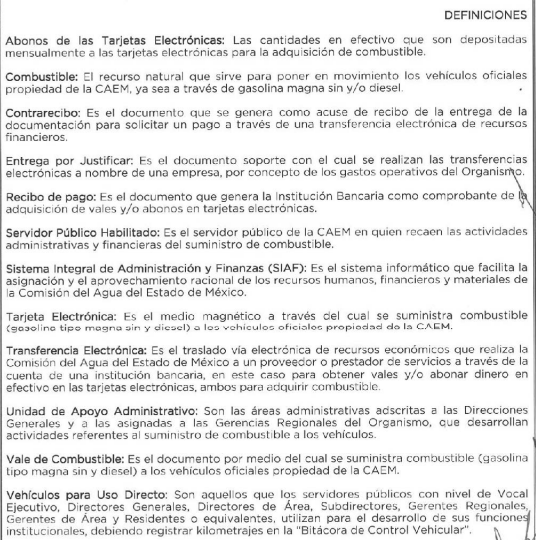 DEFINICIONES
Abonos de las Tarjetas Electrónicas: Las cantidades en efectivo que son depositadas
mensualmente a las tarjetas electrónicas para la adquisición de combustible.
Combustible: El recurso natural que sirve para poner en movimiento los vehículos oficiales
propiedad de la CAEM, ya sea a través de gasolina magna sin y/o diesel.
Contrarecibo: Es el documento que se genera como acuse de recibo de la entrega de la
documentación para solicitar un pago a través de una transferencia electrónica de recursos
financieros.
Entrega por Justificar: Es el documento soporte con el cual se realizan las transferencias
electrónicas a nombre de una empresa, por concepto de los gastos operativos del Organismo.
Recibo de pago: Es el documento que genera la Institución Bancaria como comprobante de la
adquisición de vales y/o abonos en tarjetas electrónicas.
Servidor Público Habilitado: Es el servidor público de la CAEM en quien recaen las actividades
administrativas y financieras del suministro de combustible.
Sistema Integral de Administración y Finanzas (SIAF): Es el sistema informático que facilita la
asignación y el aprovechamiento racional de los recursos humanos, financieros y materiales de
la Comisión del Agua del Estado de México.
Tarjeta Electrónica: Es el medio magnético a través del cual se suministra combustible
(gasolina tipo magna sin y diesel) a los vehículos oficiales propiedad de la CAEM.
Transferencia Electrónica: Es el traslado vía electrónica de recursos económicos que realiza la
Comisión del Agua del Estado de México a un proveedor o prestador de servicios a través de la
cuenta de una institución bancaria, en este caso para obtener vales y/o abonar dinero en
efectivo en las tarjetas electrónicas, ambos para adquirir combustible.
Unidad de Apoyo Administrativo: Son las áreas administrativas adscritas a las Direcciones
Generales y a las asignadas a las Gerencias Regionales del Organismo, que desarrollan
actividades referentes al suministro de combustible a los vehículos.
Vale de Combustible: Es el documento por medio del cual se suministra combustible (gasolina
tipo magna sin y diesel) a los vehículos oficiales propiedad de la CAEM.
Vehículos para Uso Directo: Son aquellos que los servidores públicos con nivel de Vocal
Ejecutivo, Directores Generales, Directores de Área, Subdirectores, Gerentes Regionales,
Gerentes de Área y Residentes o equivalentes, utilizan para el desarrollo de sus funciones
institucionales, debiendo registrar kilometrajes en la "Bitácora de Control Vehicular".